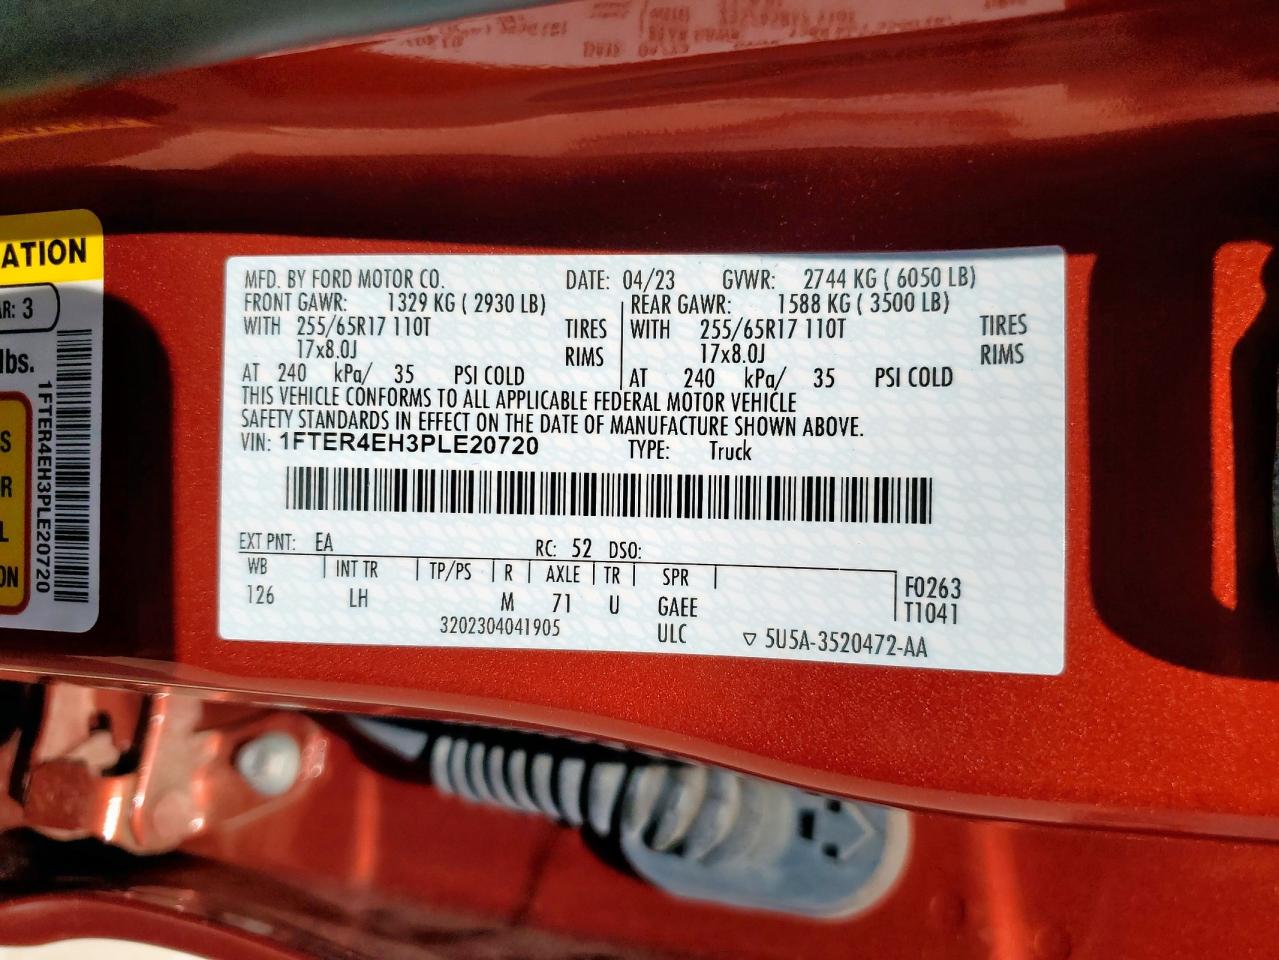 MFD. BY FORD MOTOR CO. DATE: 04/23 GVWR: 2744 KG ( 6050 LB)
FRONT GAWR: 1329 KG ( 2930 LB) REAR GAWR: 1588 KG ( 3500 LB)
WITH 255/65R17 110T TIRES WITH 255/65R17 110T TIRES
17x8.0J RIMS 17x8.0J RIMS
AT 240 kPa/ 35 PSI COLD AT 240 kPa/ 35 PSI COLD
THIS VEHICLE CONFORMS TO ALL APPLICABLE FEDERAL MOTOR VEHICLE
SAFETY STANDARDS IN EFFECT ON THE DATE OF MANUFACTURE SHOWN ABOVE.
VIN: 1FTER4EH3PLE20720 TYPE: Truck
EXT PNT: EA RC: 52 DSO:
WB INT TR TP/PS R AXLE TR SPR F0263
126 LH M 71 U GAEE T1041
3202304041905 ULC ▽ 5U5A-3520472-AA
ATION
AR: 3
lbs.
S
R
L
ON
1FTER4EH3PLE20720